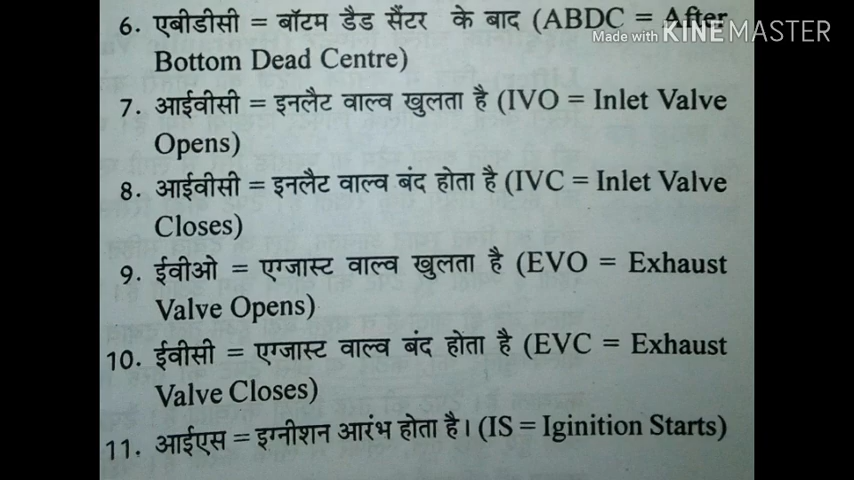 6. एबीडीसी = बॉटम डैड सैंटर के बाद (ABDC = After
Made with KINEMASTER
Bottom Dead Centre)
7. आईवीसी = इनलैट वाल्व खुलता है (IVO = Inlet Valve
Opens)
8. आईवीसी = इनलैट वाल्व बंद होता है (IVC = Inlet Valve
Closes)
9. ईवीओ = एग्जास्ट वाल्व खुलता है (EVO = Exhaust
Valve Opens)
10. ईवीसी = एग्जास्ट वाल्व बंद होता है (EVC = Exhaust
Valve Closes)
11. आईएस = इग्नीशन आरंभ होता है। (IS = Iginition Starts)